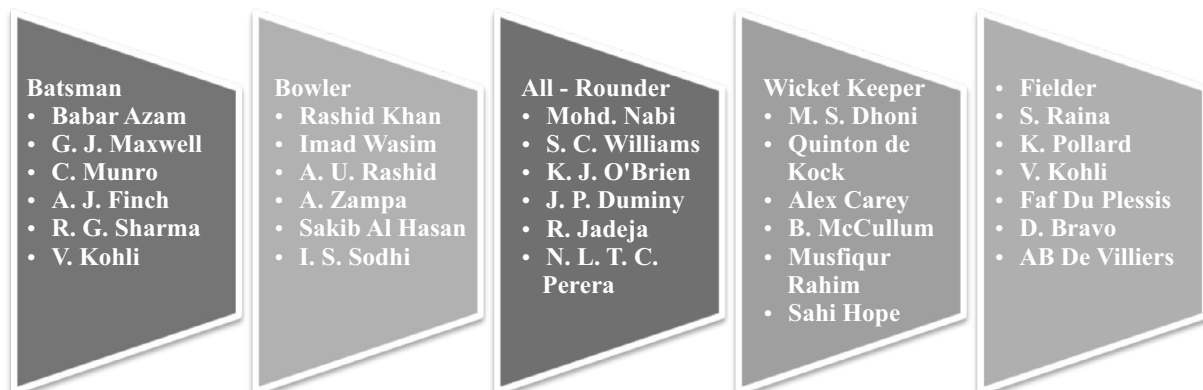 Batsman
• Babar Azam
• G. J. Maxwell
• C. Munro
• A. J. Finch
• R. G. Sharma
• V. Kohli
Bowler
• Rashid Khan
• Imad Wasim
• A. U. Rashid
• A. Zampa
• Sakib Al Hasan
• I. S. Sodhi
All - Rounder
• Mohd. Nabi
• S. C. Williams
• K. J. O'Brien
• J. P. Duminy
• R. Jadeja
• N. L. T. C.
Perera
Wicket Keeper
• M. S. Dhoni
• Quinton de
Kock
• Alex Carey
• B. McCullum
• Musfiqur
Rahim
• Sahi Hope
• Fielder
• S. Raina
• K. Pollard
• V. Kohli
• Faf Du Plessis
• D. Bravo
• AB De Villiers